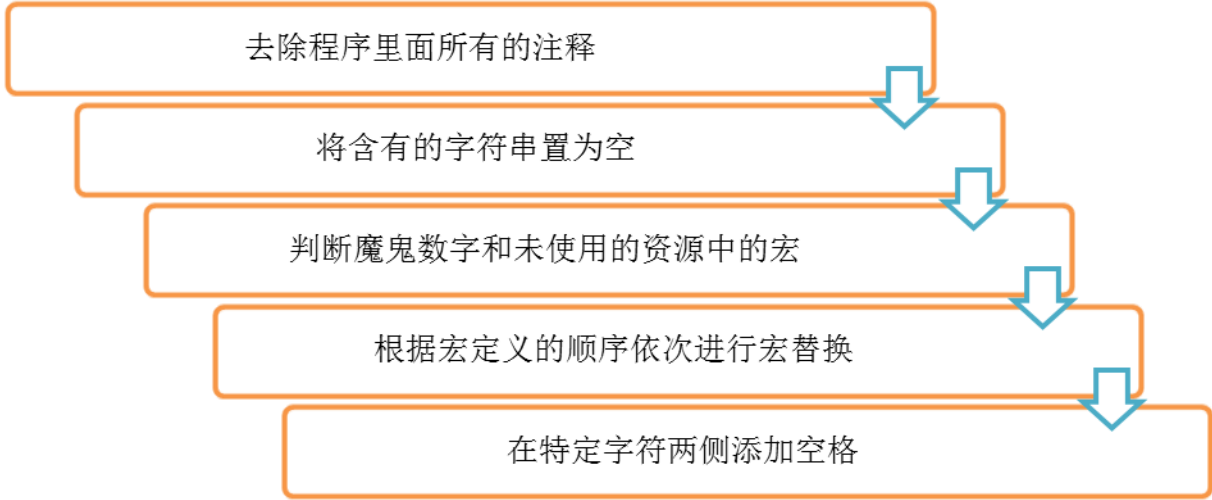 去除程序里面所有的注释
将含有的字符串置为空
判断魔鬼数字和未使用的资源中的宏
根据宏定义的顺序依次进行宏替换
在特定字符两侧添加空格